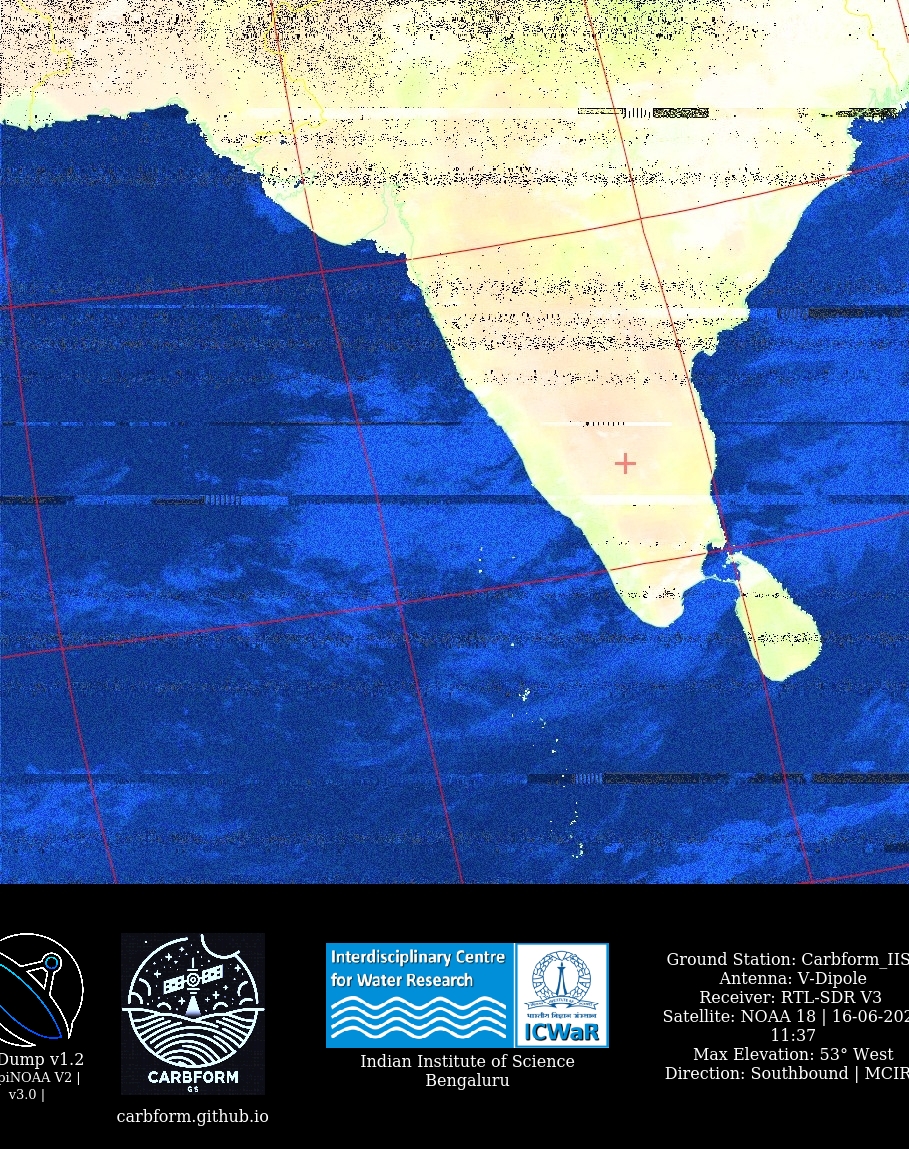 Dump v1.2
piNOAA V2 |
v3.0 |
CARBFORM
GS
carbform.github.io
Interdisciplinary Centre
for Water Research
भारतीय विज्ञान संस्थान
ICWaR
Indian Institute of Science
Bengaluru
Ground Station: Carbform_IIS
Antenna: V-Dipole
Receiver: RTL-SDR V3
Satellite: NOAA 18 | 16-06-202
11:37
Max Elevation: 53° West
Direction: Southbound | MCIR